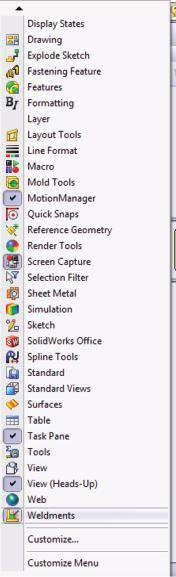 Display States
Drawing
Explode Sketch
Fastening Feature
Features
Formatting
Layer
Layout Tools
Line Format
Macro
Mold Tools
MotionManager
Quick Snaps
Reference Geometry
Render Tools
Screen Capture
Selection Filter
Sheet Metal
Simulation
Sketch
SolidWorks Office
Spline Tools
Standard
Standard Views
Surfaces
Table
Task Pane
Tools
View
View (Heads-Up)
Web
Weldments
Customize...
Customize Menu